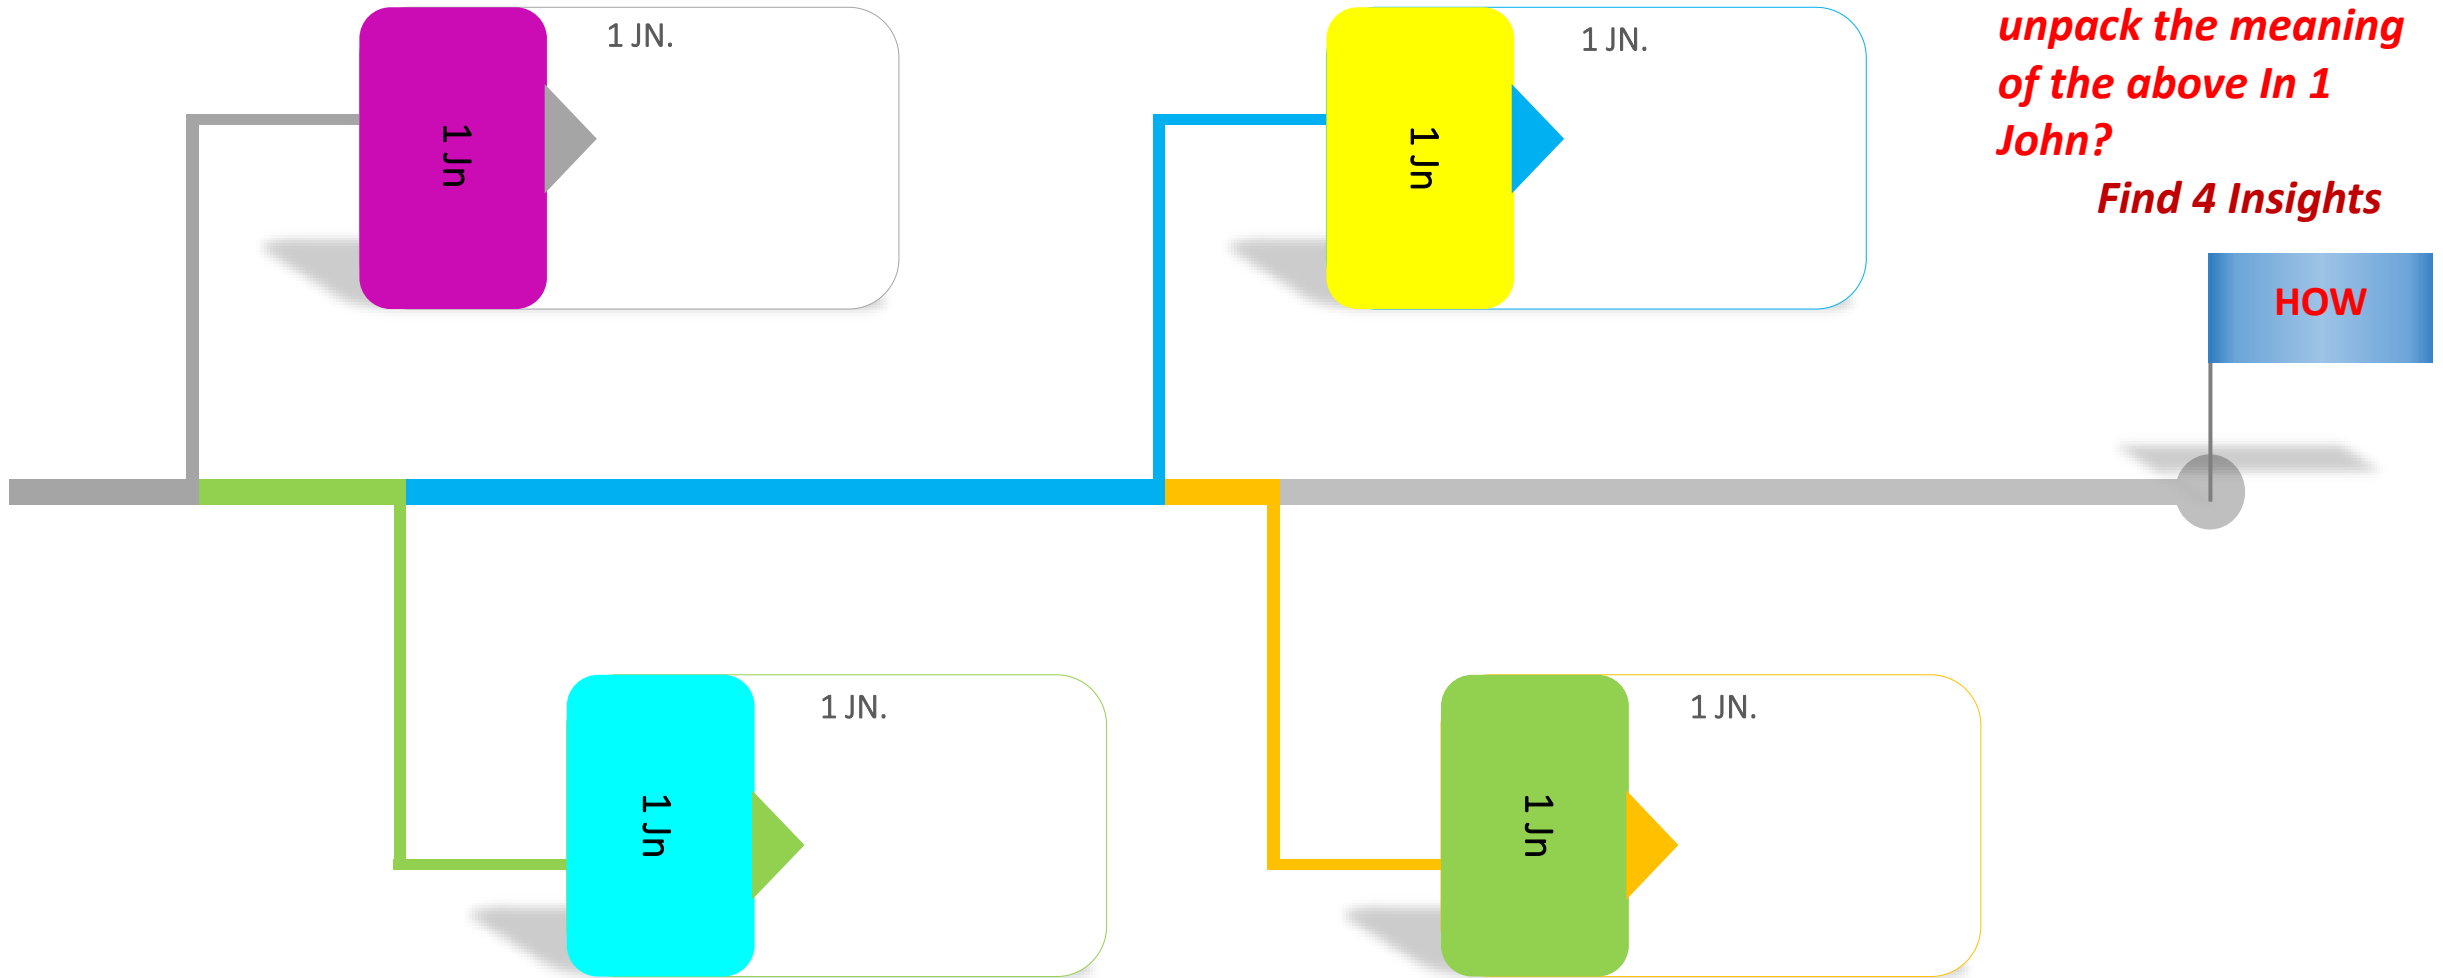 1 JN.
1 Jn
1 JN.
1 Jn
unpack the meaning
of the above In 1
John?
Find 4 Insights
HOW
1 JN.
1 Jn
1 JN.
1 Jn